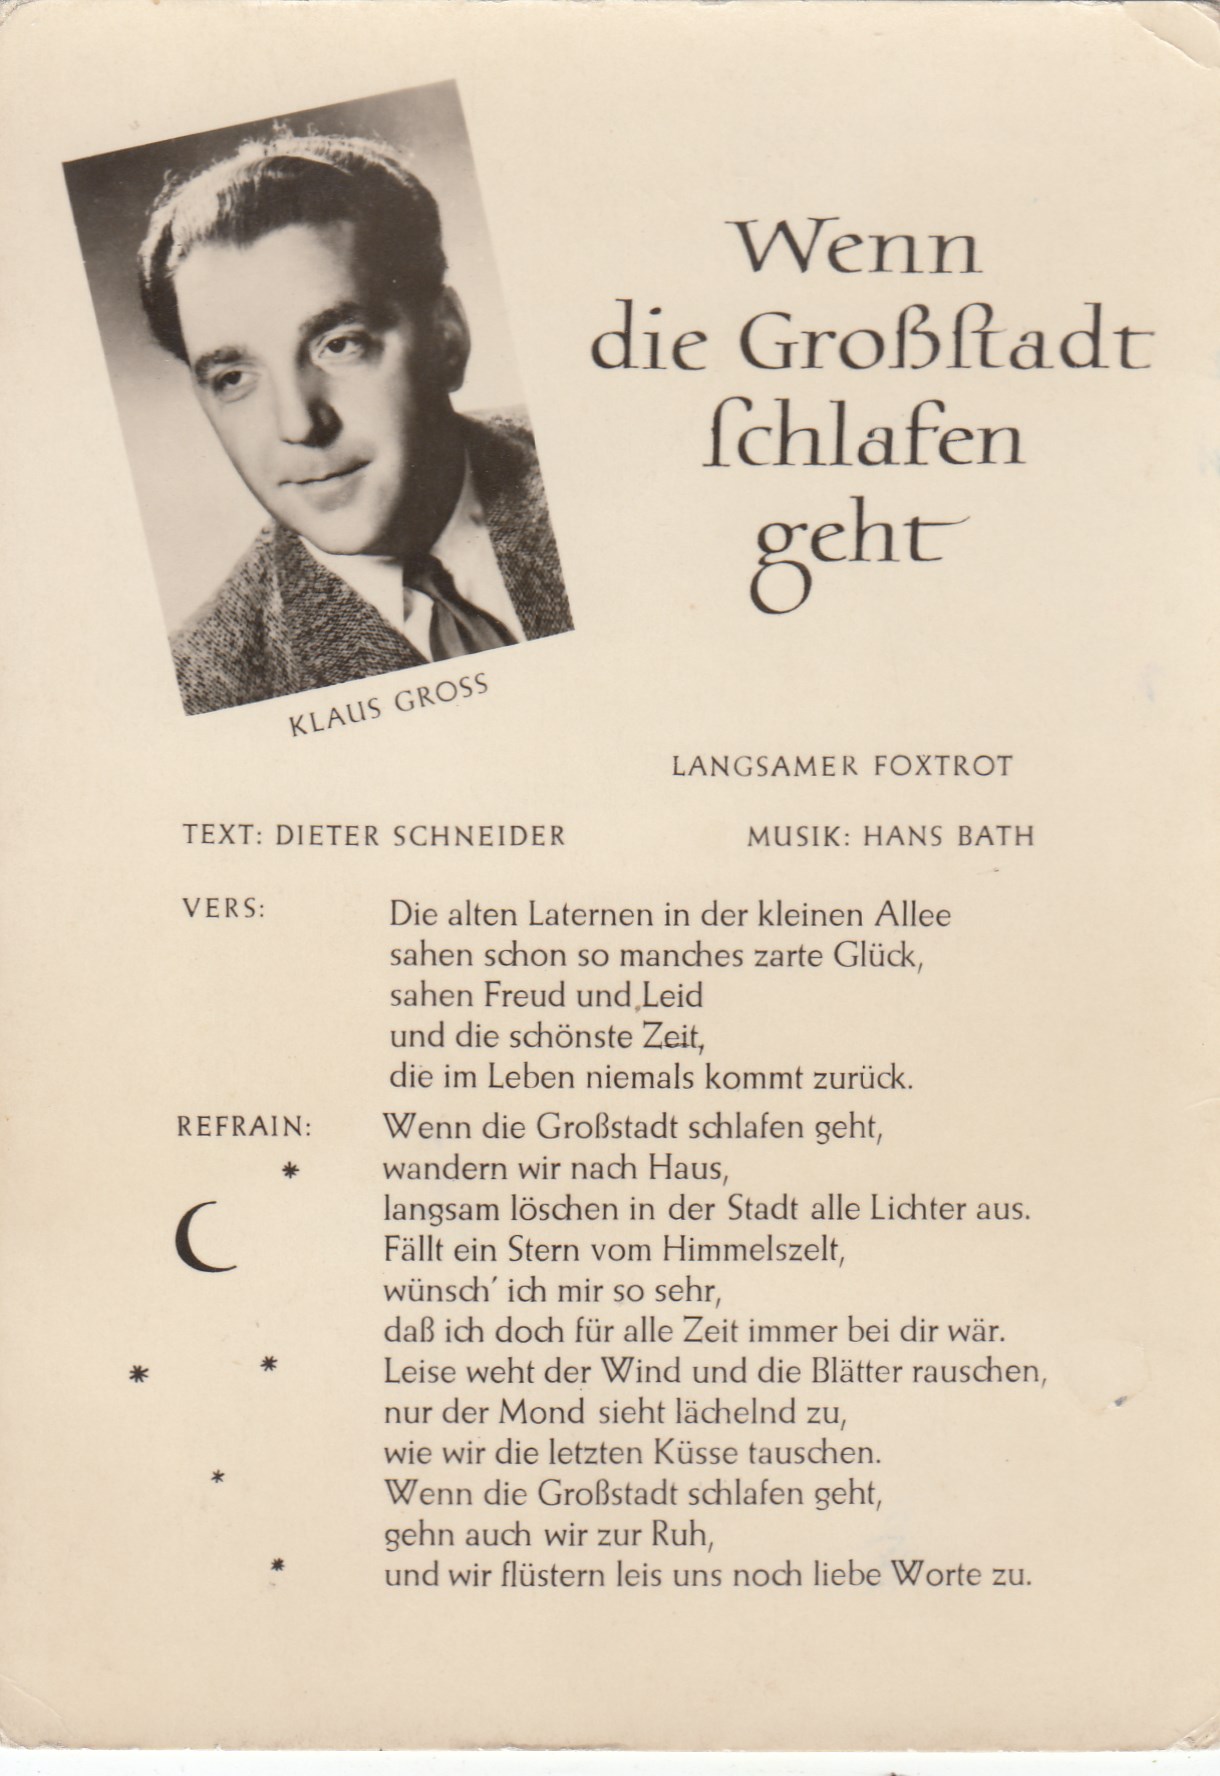 Wenn
die Großſtadt
ſchlafen
geht
KLAUS GROSS
LANGSAMER FOXTROT
TEXT: DIETER SCHNEIDER
MUSIK: HANS BATH
VERS:
Die alten Laternen in der kleinen Allee
sahen schon so manches zarte Glück,
sahen Freud und Leid
und die schönste Zeit,
die im Leben niemals kommt zurück.
REFRAIN:
Wenn die Großstadt schlafen geht,
wandern wir nach Haus,
langsam löschen in der Stadt alle Lichter aus.
Fällt ein Stern vom Himmelszelt,
wünsch’ ich mir so sehr,
daß ich doch für alle Zeit immer bei dir wär.
Leise weht der Wind und die Blätter rauschen,
nur der Mond sieht lächelnd zu,
wie wir die letzten Küsse tauschen.
Wenn die Großstadt schlafen geht,
gehn auch wir zur Ruh,
und wir flüstern leis uns noch liebe Worte zu.